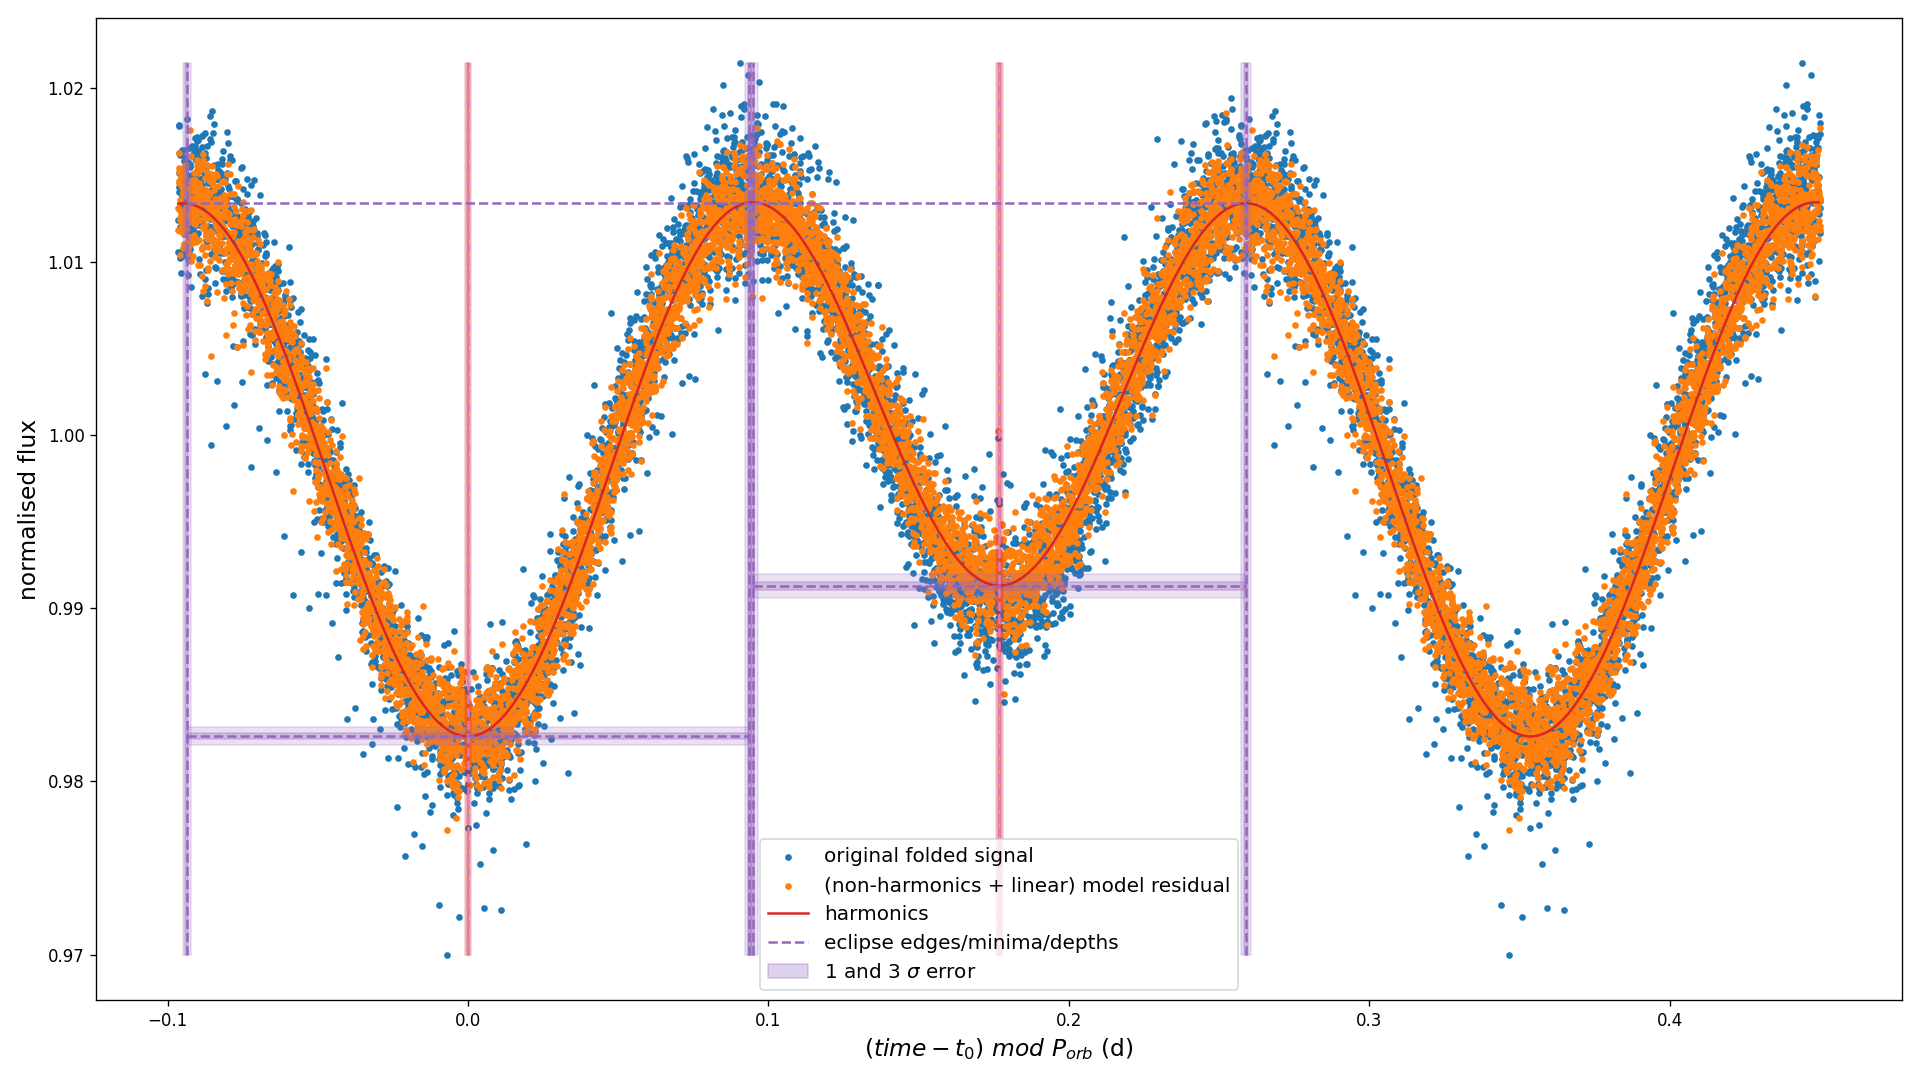 1.02
1.01
1.00
0.99
0.98
0.97
normalised flux
original folded signal
(non-harmonics + linear) model residual
harmonics
eclipse edges/minima/depths
1 and 3 σ error
−0.1 0.0 0.1 0.2 0.3 0.4
(time − t₀) mod Pₒᵣb (d)